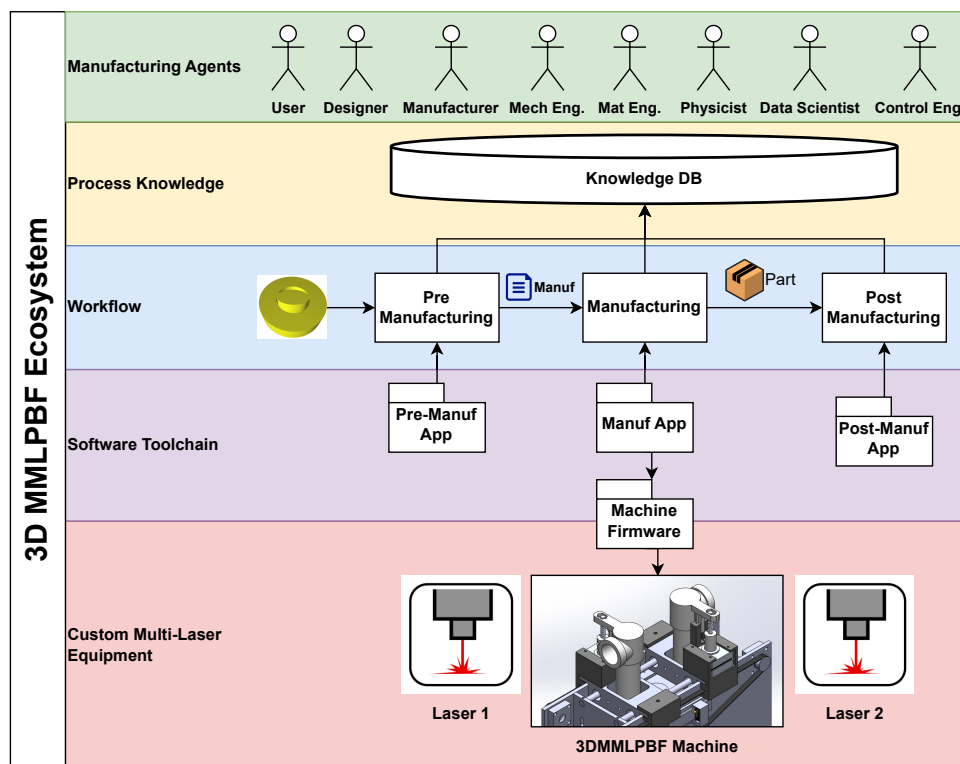 3D MMLPBF Ecosystem
Manufacturing Agents
User
Designer
Manufacturer
Mech Eng.
Mat Eng.
Physicist
Data Scientist
Control Eng
Process Knowledge
Knowledge DB
Workflow
Pre
Manufacturing
Manuf
Manufacturing
Part
Post
Manufacturing
Software Toolchain
Pre-Manuf
App
Manuf App
Post-Manuf
App
Machine
Firmware
Custom Multi-Laser
Equipment
Laser 1
3DMMLPBF Machine
Laser 2